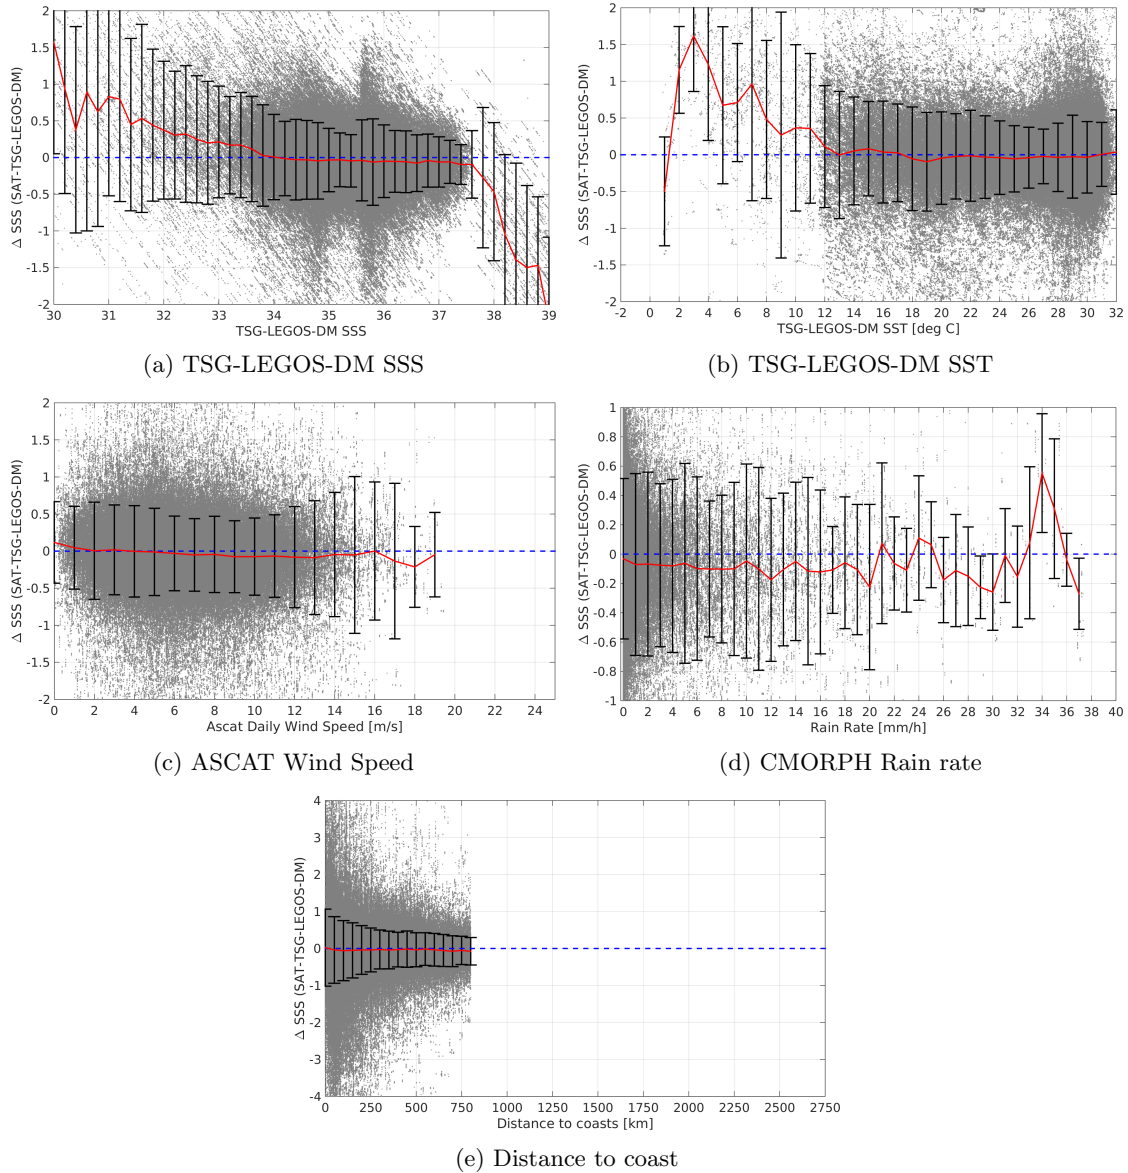 2
1.5
1
0.5
0
-0.5
-1
-1.5
-2
Δ SSS (SAT-TSG-LEGOS-DM)
30 31 32 33 34 35 36 37 38 39
TSG-LEGOS-DM SSS
(a) TSG-LEGOS-DM SSS
2
1.5
1
0.5
0
-0.5
-1
-1.5
-2
Δ SSS (SAT-TSG-LEGOS-DM)
-2 0 2 4 6 8 10 12 14 16 18 20 22 24 26 28 30 32
TSG-LEGOS-DM SST [deg C]
(b) TSG-LEGOS-DM SST
2
1.5
1
0.5
0
-0.5
-1
-1.5
-2
Δ SSS (SAT-TSG-LEGOS-DM)
0 2 4 6 8 10 12 14 16 18 20 22 24
Ascat Daily Wind Speed [m/s]
(c) ASCAT Wind Speed
1
0.8
0.6
0.4
0.2
0
-0.2
-0.4
-0.6
-0.8
-1
Δ SSS (SAT-TSG-LEGOS-DM)
0 2 4 6 8 10 12 14 16 18 20 22 24 26 28 30 32 34 36 38 40
Rain Rate [mm/h]
(d) CMORPH Rain rate
4
3
2
1
0
-1
-2
-3
-4
Δ SSS (SAT-TSG-LEGOS-DM)
0 250 500 750 1000 1250 1500 1750 2000 2250 2500 2750
Distance to coasts [km]
(e) Distance to coast